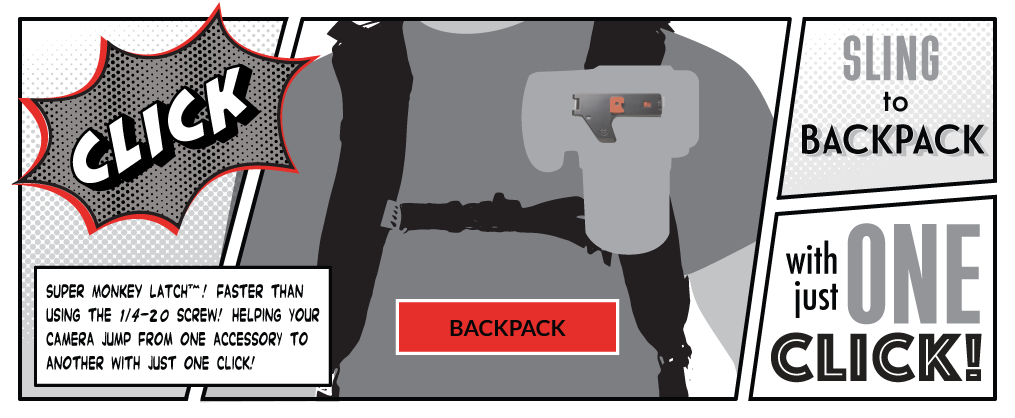 CLICK
SUPER MONKEY LATCH™! FASTER THAN
USING THE 1/4-20 SCREW! HELPING YOUR
CAMERA JUMP FROM ONE ACCESSORY TO
ANOTHER WITH JUST ONE CLICK!
BACKPACK
SLING
to
BACKPACK
with ONE
just
CLICK!